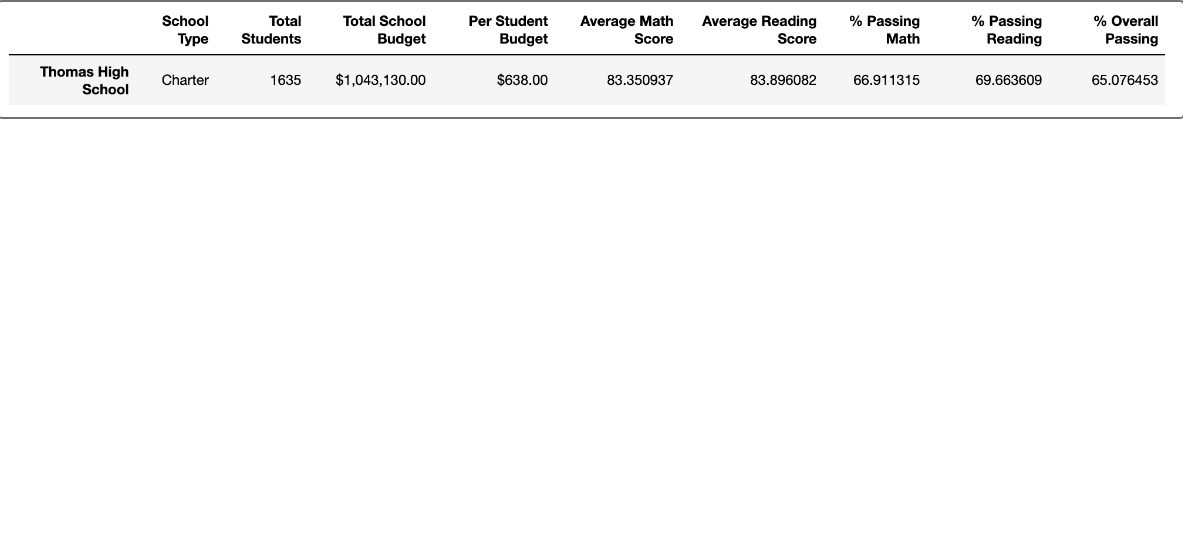 School Total Total School Per Student Average Math Average Reading % Passing % Passing % Overall
Type Students Budget Budget Score Score Math Reading Passing
Thomas High
School Charter 1635 $1,043,130.00 $638.00 83.350937 83.896082 66.911315 69.663609 65.076453